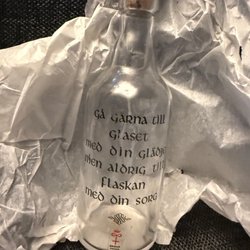 GÅ GÄRNA TILL
GLASET
MED DIN GLÄDJE
MEN ALDRIG TILL
FLASKAN
MED DIN SORG